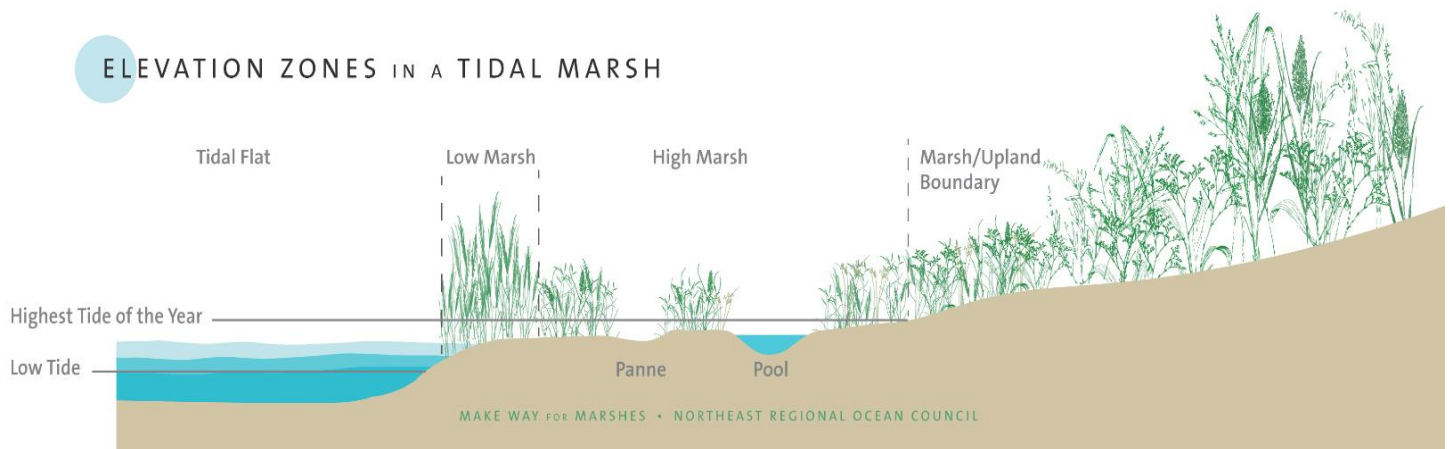 ELEVATION ZONES IN A TIDAL MARSH
Tidal Flat
Low Marsh
High Marsh
Marsh/Upland
Boundary
Highest Tide of the Year
Low Tide
Panne
Pool
MAKE WAY FOR MARSHES • NORTHEAST REGIONAL OCEAN COUNCIL